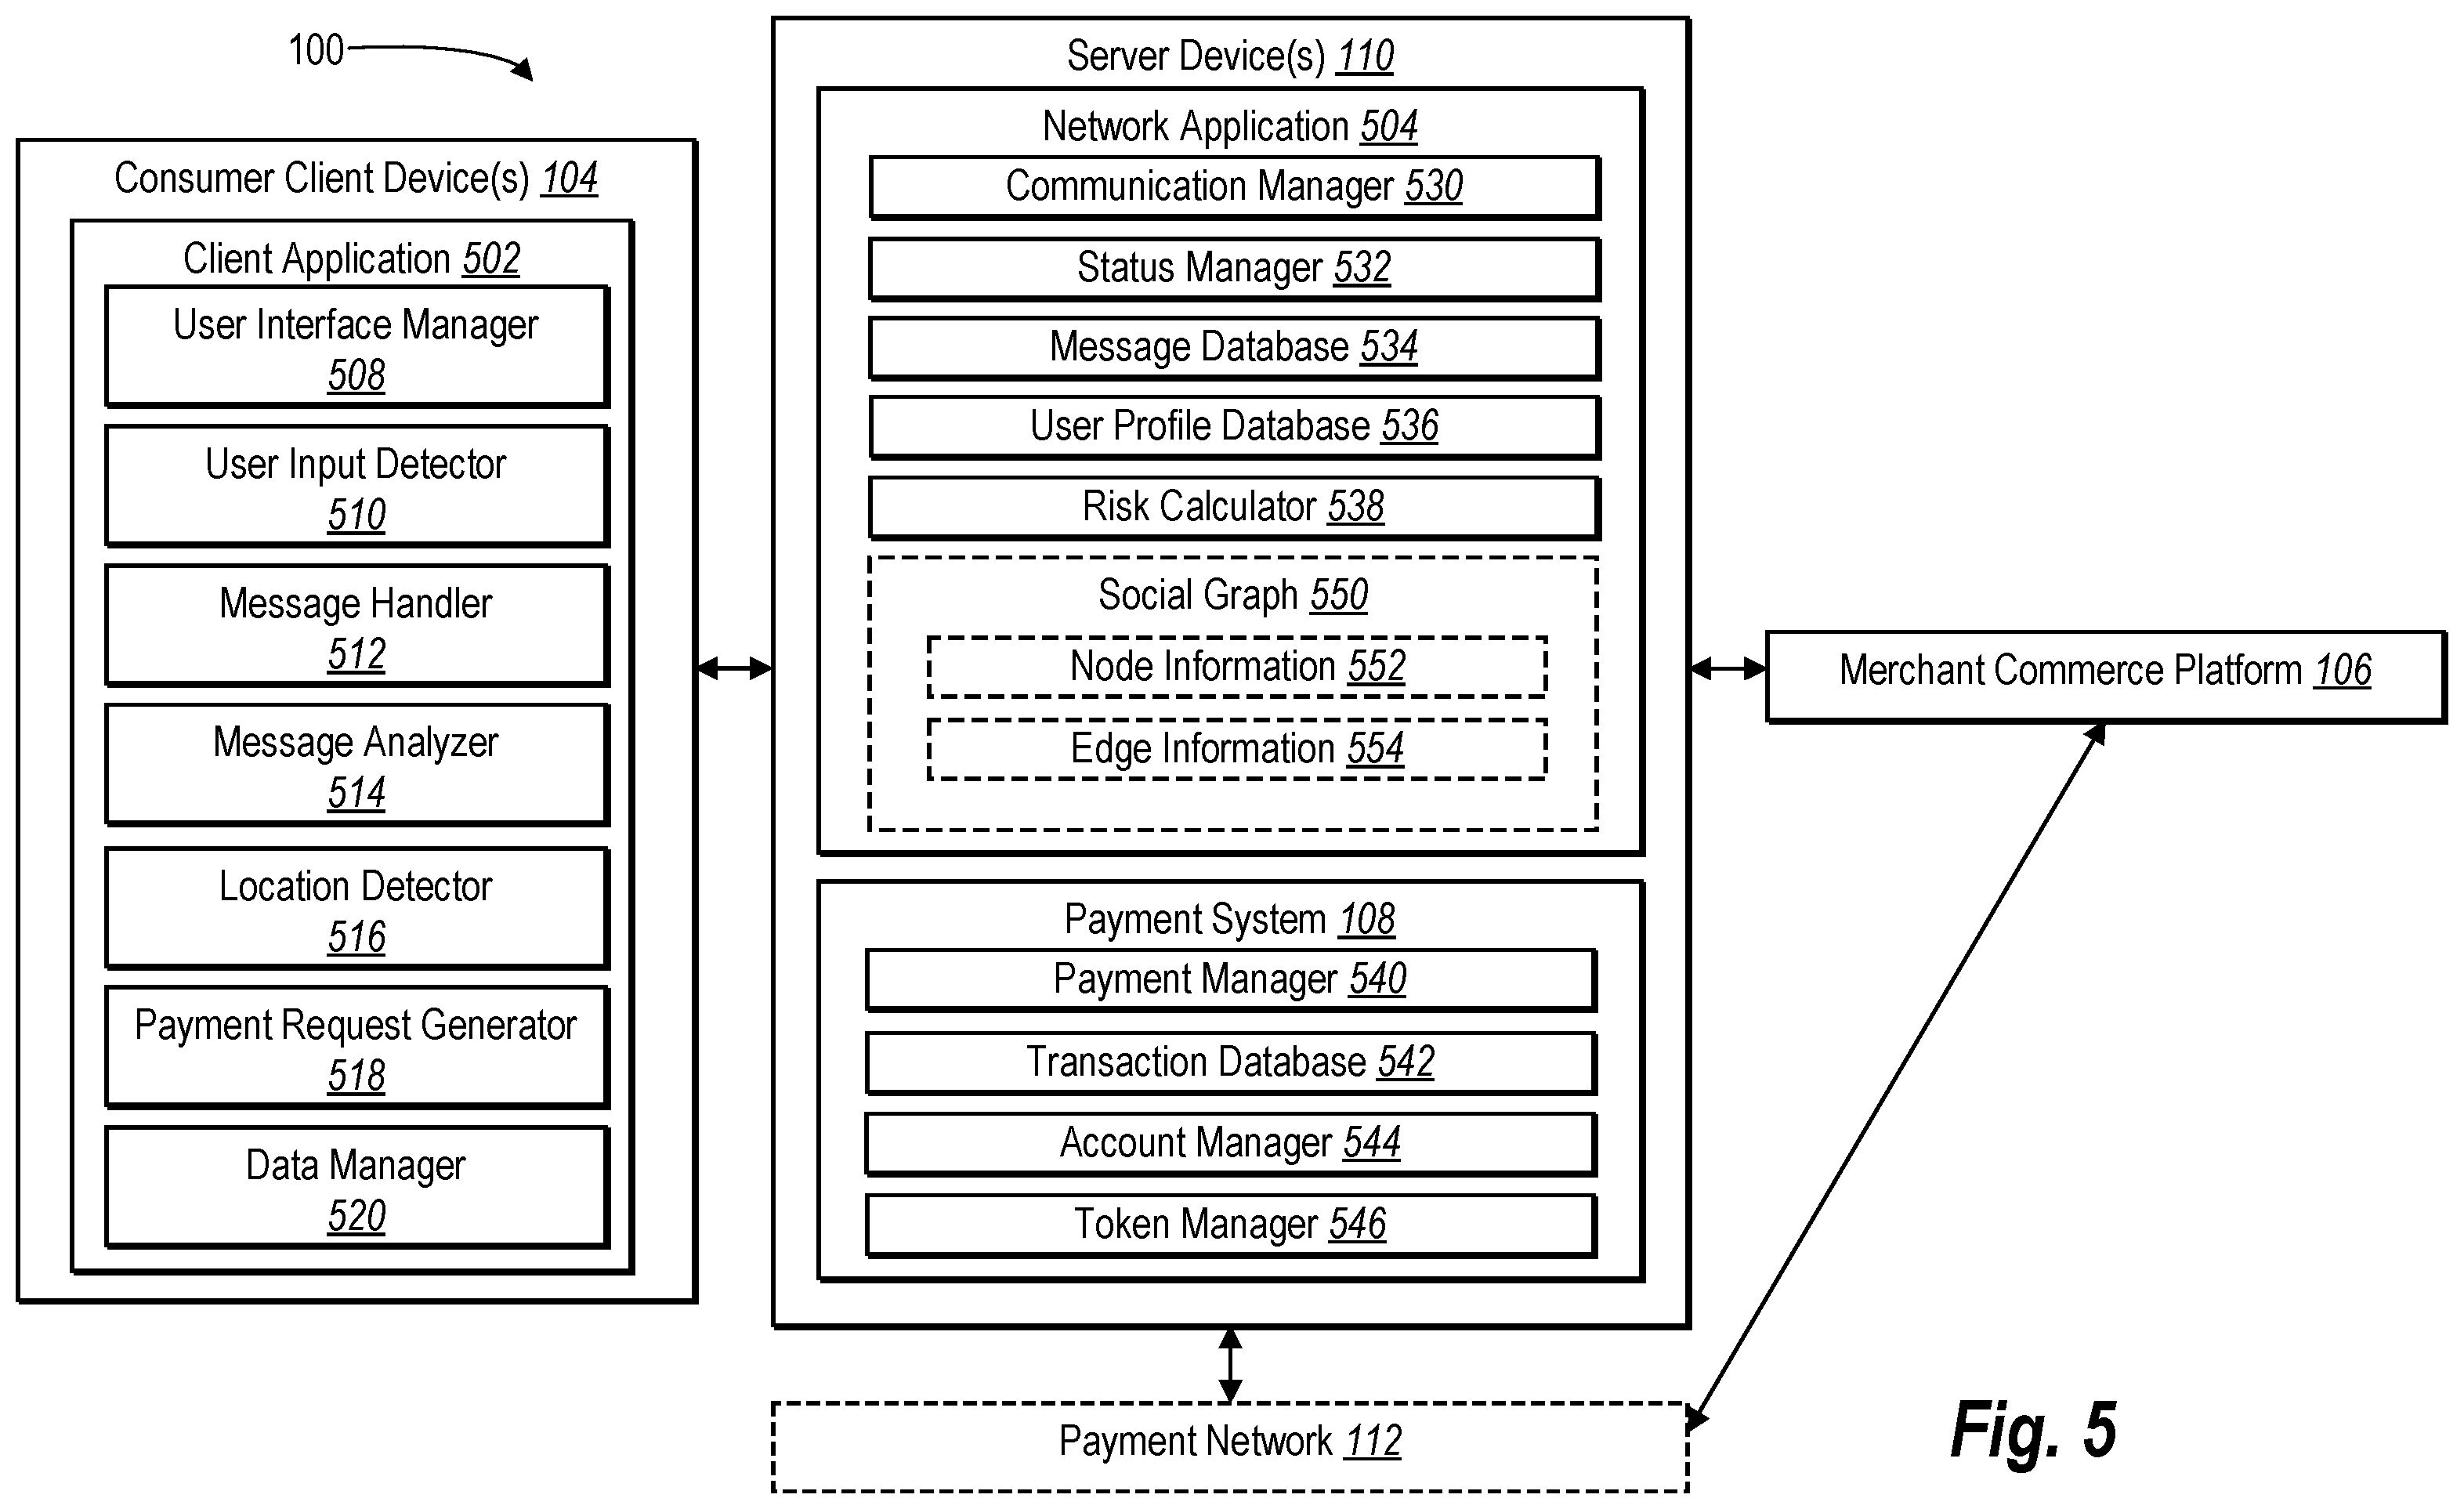 100
Consumer Client Device(s) 104
Client Application 502
User Interface Manager
508
User Input Detector
510
Message Handler
512
Message Analyzer
514
Location Detector
516
Payment Request Generator
518
Data Manager
520
Server Device(s) 110
Network Application 504
Communication Manager 530
Status Manager 532
Message Database 534
User Profile Database 536
Risk Calculator 538
Social Graph 550
Node Information 552
Edge Information 554
Payment System 108
Payment Manager 540
Transaction Database 542
Account Manager 544
Token Manager 546
Merchant Commerce Platform 106
Payment Network 112
Fig. 5